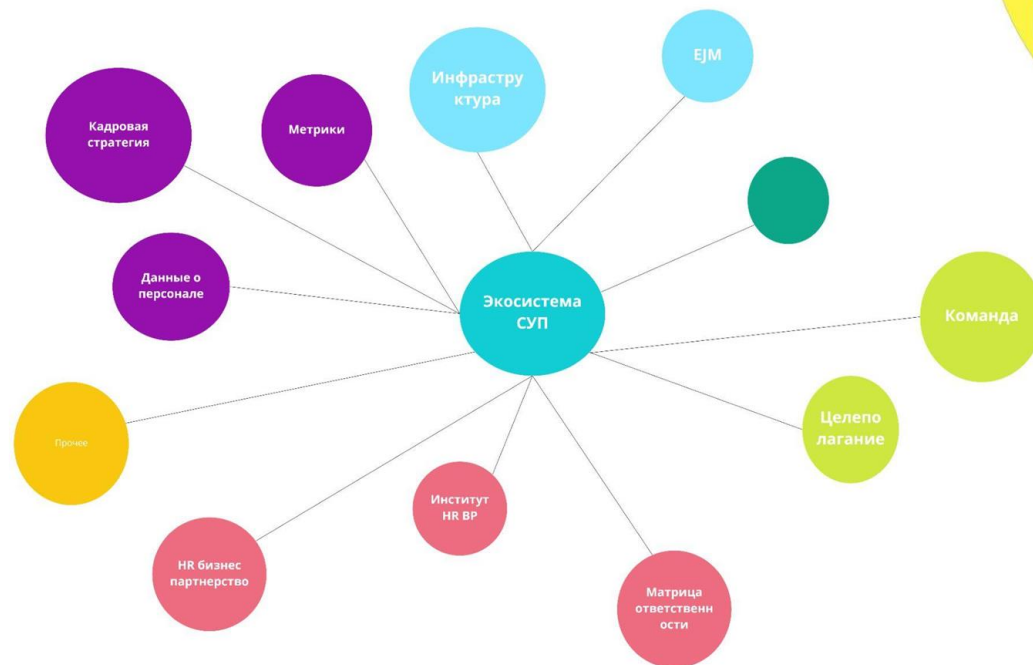 Инфрастру
ктура
EJM
Кадровая
стратегия
Метрики
Данные о
персонале
Экосистема
СУП
Команда
Целепо
лагание
Прочее
Институт
HR BP
HR бизнес
партнерство
Матрица
ответственн
ости